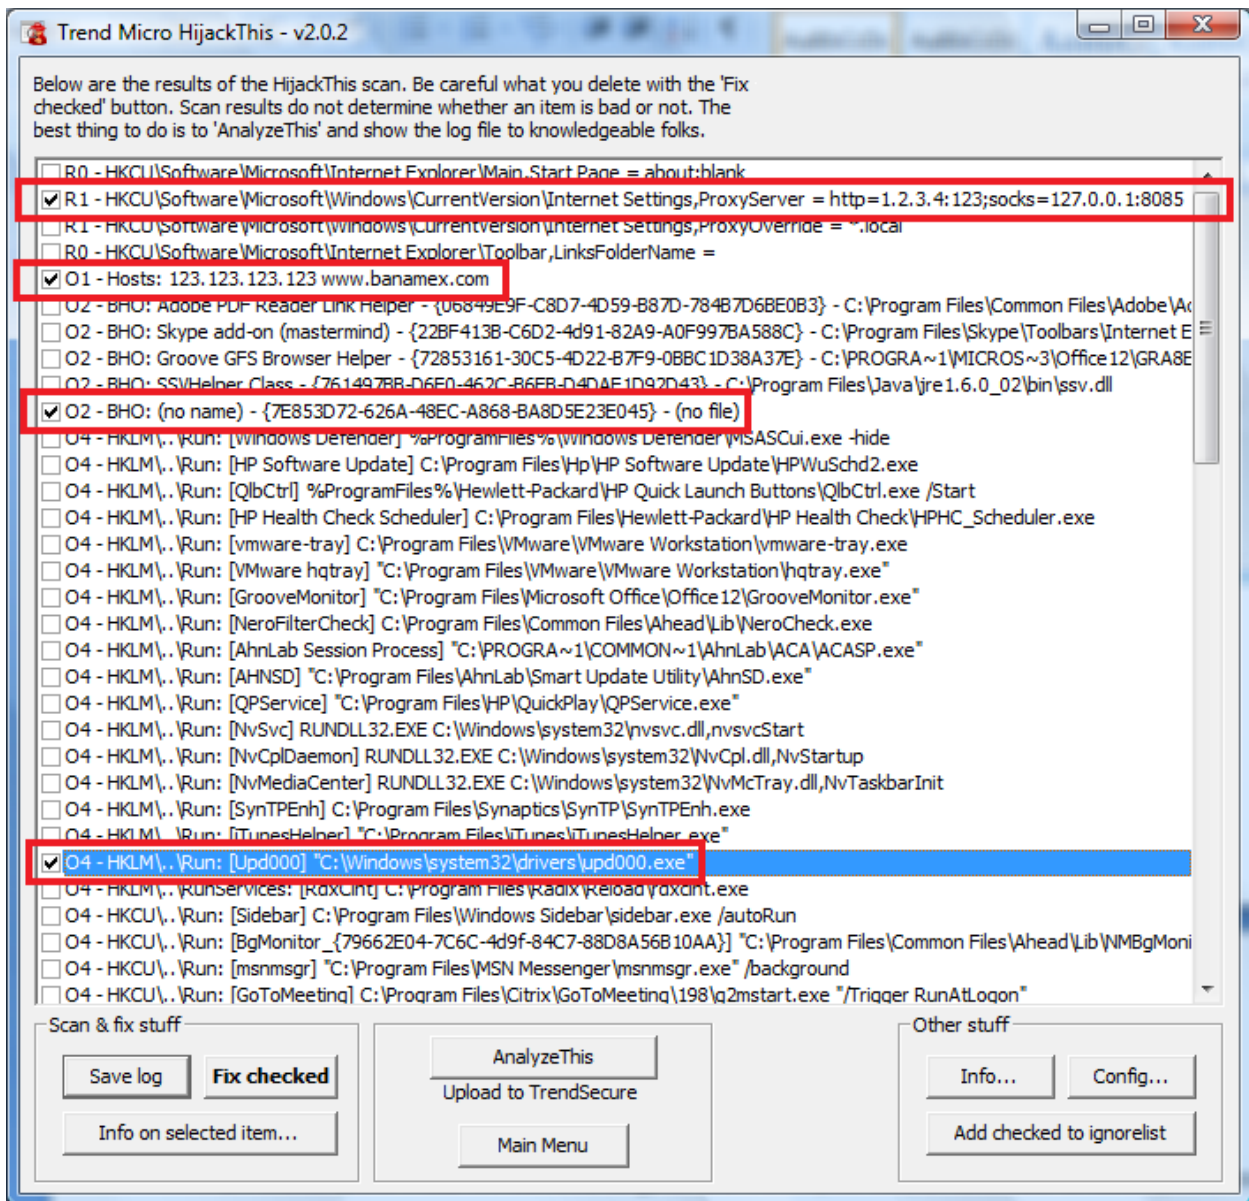 Trend Micro HijackThis - v2.0.2
Below are the results of the HijackThis scan. Be careful what you delete with the 'Fix
checked' button. Scan results do not determine whether an item is bad or not. The
best thing to do is to 'AnalyzeThis' and show the log file to knowledgeable folks.
R0 - HKCU\Software\Microsoft\Internet Explorer\Main,Start Page = about:blank
R1 - HKCU\Software\Microsoft\Windows\CurrentVersion\Internet Settings,ProxyServer = http=1.2.3.4:123;socks=127.0.0.1:8085
R1 - HKCU\Software\Microsoft\Windows\CurrentVersion\Internet Settings,ProxyOverride = *.local
R0 - HKCU\Software\Microsoft\Internet Explorer\Toolbar,LinksFolderName =
O1 - Hosts: 123.123.123.123 www.banamex.com
O2 - BHO: Adobe PDF Reader Link Helper - {06849E9F-C8D7-4D59-B87D-784B7D6BE0B3} - C:\Program Files\Common Files\Adobe\Ac
O2 - BHO: Skype add-on (mastermind) - {22BF413B-C6D2-4d91-82A9-A0F997BA588C} - C:\Program Files\Skype\Toolbars\Internet E
O2 - BHO: Groove GFS Browser Helper - {72853161-30C5-4D22-B7F9-0BBC1D38A37E} - C:\PROGRA~1\MICROS~3\Office12\GRA8E
O2 - BHO: SSVHelper Class - {761497BB-D6F0-462C-B6EB-D4DAF1D92D43} - C:\Program Files\Java\jre1.6.0_02\bin\ssv.dll
O2 - BHO: (no name) - {7E853D72-626A-48EC-A868-BA8D5E23E045} - (no file)
O4 - HKLM\..\Run: [Windows Defender] %ProgramFiles%\Windows Defender\MSASCui.exe -hide
O4 - HKLM\..\Run: [HP Software Update] C:\Program Files\Hp\HP Software Update\HPWuSchd2.exe
O4 - HKLM\..\Run: [QlbCtrl] %ProgramFiles%\Hewlett-Packard\HP Quick Launch Buttons\QlbCtrl.exe /Start
O4 - HKLM\..\Run: [HP Health Check Scheduler] C:\Program Files\Hewlett-Packard\HP Health Check\HPHC_Scheduler.exe
O4 - HKLM\..\Run: [vmware-tray] C:\Program Files\VMware\VMware Workstation\vmware-tray.exe
O4 - HKLM\..\Run: [VMware hqtray] "C:\Program Files\VMware\VMware Workstation\hqtray.exe"
O4 - HKLM\..\Run: [GrooveMonitor] "C:\Program Files\Microsoft Office\Office12\GrooveMonitor.exe"
O4 - HKLM\..\Run: [NeroFilterCheck] C:\Program Files\Common Files\Ahead\Lib\NeroCheck.exe
O4 - HKLM\..\Run: [AhnLab Session Process] "C:\PROGRA~1\COMMON~1\AhnLab\ACA\ACASP.exe"
O4 - HKLM\..\Run: [AHNSD] "C:\Program Files\AhnLab\Smart Update Utility\AhnSD.exe"
O4 - HKLM\..\Run: [QPService] "C:\Program Files\HP\QuickPlay\QPService.exe"
O4 - HKLM\..\Run: [NvSvc] RUNDLL32.EXE C:\Windows\system32\nvsvc.dll,nvsvcStart
O4 - HKLM\..\Run: [NvCplDaemon] RUNDLL32.EXE C:\Windows\system32\NvCpl.dll,NvStartup
O4 - HKLM\..\Run: [NvMediaCenter] RUNDLL32.EXE C:\Windows\system32\NvMcTray.dll,NvTaskbarInit
O4 - HKLM\..\Run: [SynTPEnh] C:\Program Files\Synaptics\SynTP\SynTPEnh.exe
O4 - HKLM\..\Run: [iTunesHelper] "C:\Program Files\iTunes\iTunesHelper.exe"
O4 - HKLM\..\Run: [Upd000] "C:\Windows\system32\drivers\upd000.exe"
O4 - HKLM\..\RunServices: [RdxCint] C:\Program Files\Radix\Reload\rdxcint.exe
O4 - HKCU\..\Run: [Sidebar] C:\Program Files\Windows Sidebar\sidebar.exe /autoRun
O4 - HKCU\..\Run: [BgMonitor_{79662E04-7C6C-4d9f-84C7-88D8A56B10AA}] "C:\Program Files\Common Files\Ahead\Lib\NMBgMoni
O4 - HKCU\..\Run: [msnmsgr] "C:\Program Files\MSN Messenger\msnmsgr.exe" /background
O4 - HKCU\..\Run: [GoToMeeting] C:\Program Files\Citrix\GoToMeeting\198\g2mstart.exe "/Trigger RunAtLogon"
Scan & fix stuff
Save log
Fix checked
Info on selected item...
AnalyzeThis
Upload to TrendSecure
Main Menu
Other stuff
Info...
Config...
Add checked to ignorelist